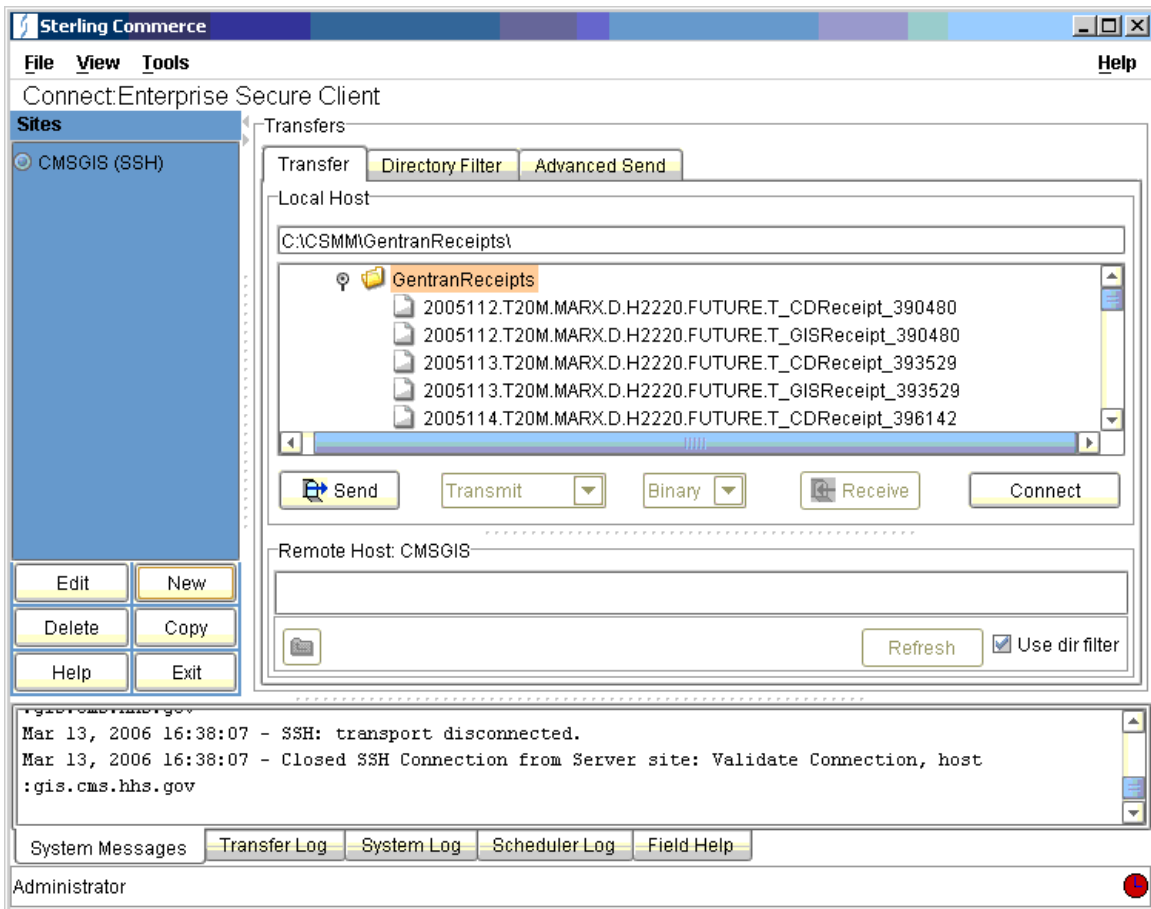 Sterling Commerce
File View Tools Help
Connect:Enterprise Secure Client
Sites
CMSGIS (SSH)
Transfers
Transfer Directory Filter Advanced Send
Local Host
C:\CSMM\GentranReceipts\
GentranReceipts
2005112.T20M.MARX.D.H2220.FUTURE.T_CDReceipt_390480
2005112.T20M.MARX.D.H2220.FUTURE.T_GISReceipt_390480
2005113.T20M.MARX.D.H2220.FUTURE.T_CDReceipt_393529
2005113.T20M.MARX.D.H2220.FUTURE.T_GISReceipt_393529
2005114.T20M.MARX.D.H2220.FUTURE.T_CDReceipt_396142
Send Transmit Binary Receive Connect
Remote Host: CMSGIS
Refresh Use dir filter
Edit New
Delete Copy
Help Exit
:gis.cms.hhs.gov
Mar 13, 2006 16:38:07 - SSH: transport disconnected.
Mar 13, 2006 16:38:07 - Closed SSH Connection from Server site: Validate Connection, host
:gis.cms.hhs.gov
System Messages Transfer Log System Log Scheduler Log Field Help
Administrator